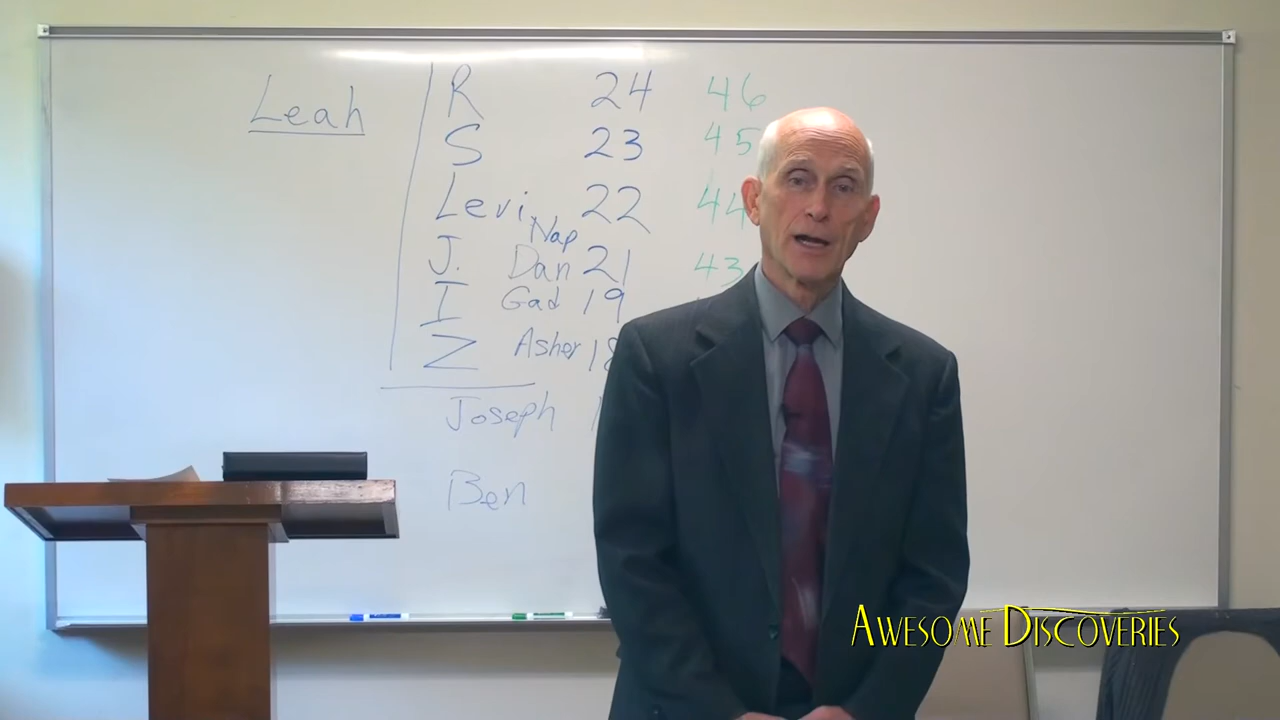 Leah R 24 46
S 23 45
Levi 22 44
Nap
J. Dan 21 43
I Gad 19
Z Asher 18
Joseph
Ben
AWESOME DISCOVERIES